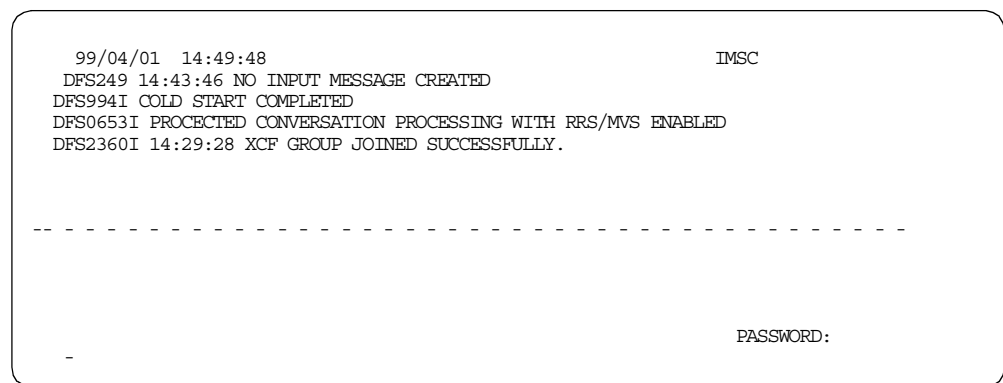 99/04/01 14:49:48 IMSC
DFS249 14:43:46 NO INPUT MESSAGE CREATED
DFS994I COLD START COMPLETED
DFS0653I PROCECTED CONVERSATION PROCESSING WITH RRS/MVS ENABLED
DFS2360I 14:29:28 XCF GROUP JOINED SUCCESSFULLY.
-- - - - - - - - - - - - - - - - - - - - - - - - - - - - - - - - - - - - - - - - -
PASSWORD:
-